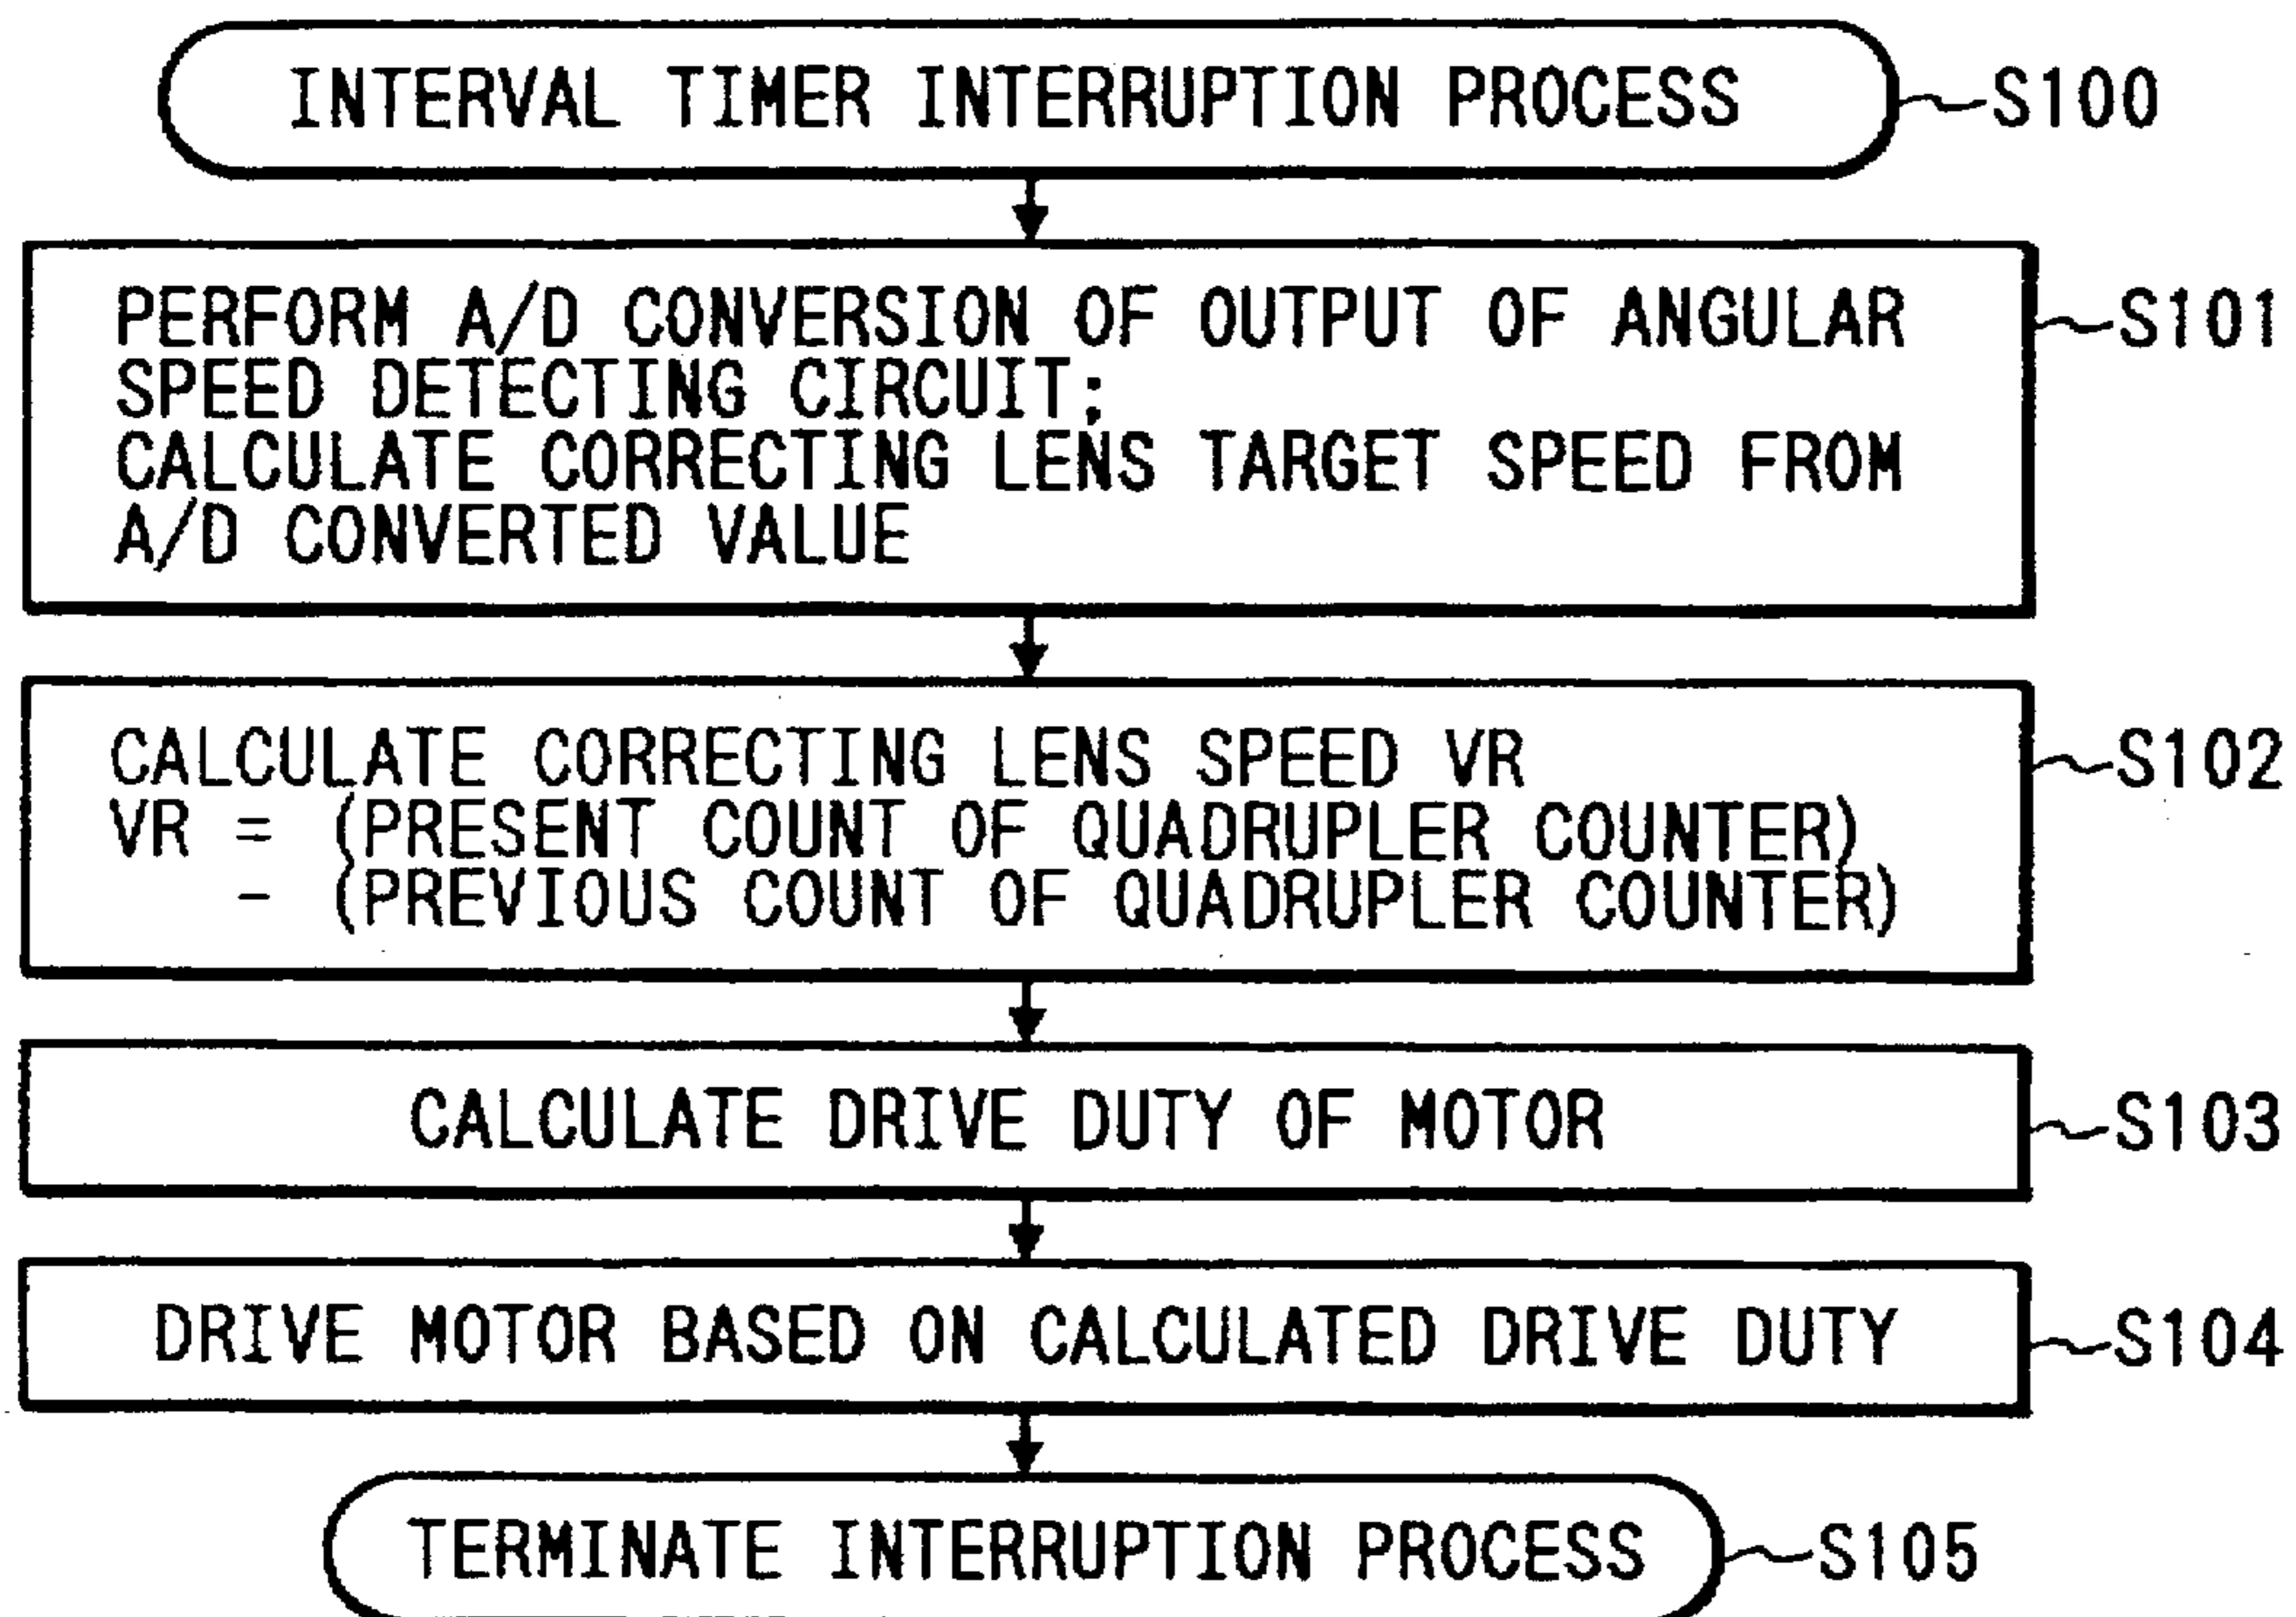 INTERVAL TIMER INTERRUPTION PROCESS
S100
PERFORM A/D CONVERSION OF OUTPUT OF ANGULAR
SPEED DETECTING CIRCUIT;
CALCULATE CORRECTING LENS TARGET SPEED FROM
A/D CONVERTED VALUE
S101
CALCULATE CORRECTING LENS SPEED VR
VR = (PRESENT COUNT OF QUADRUPLER COUNTER)
- (PREVIOUS COUNT OF QUADRUPLER COUNTER)
S102
CALCULATE DRIVE DUTY OF MOTOR
S103
DRIVE MOTOR BASED ON CALCULATED DRIVE DUTY
S104
TERMINATE INTERRUPTION PROCESS
S105